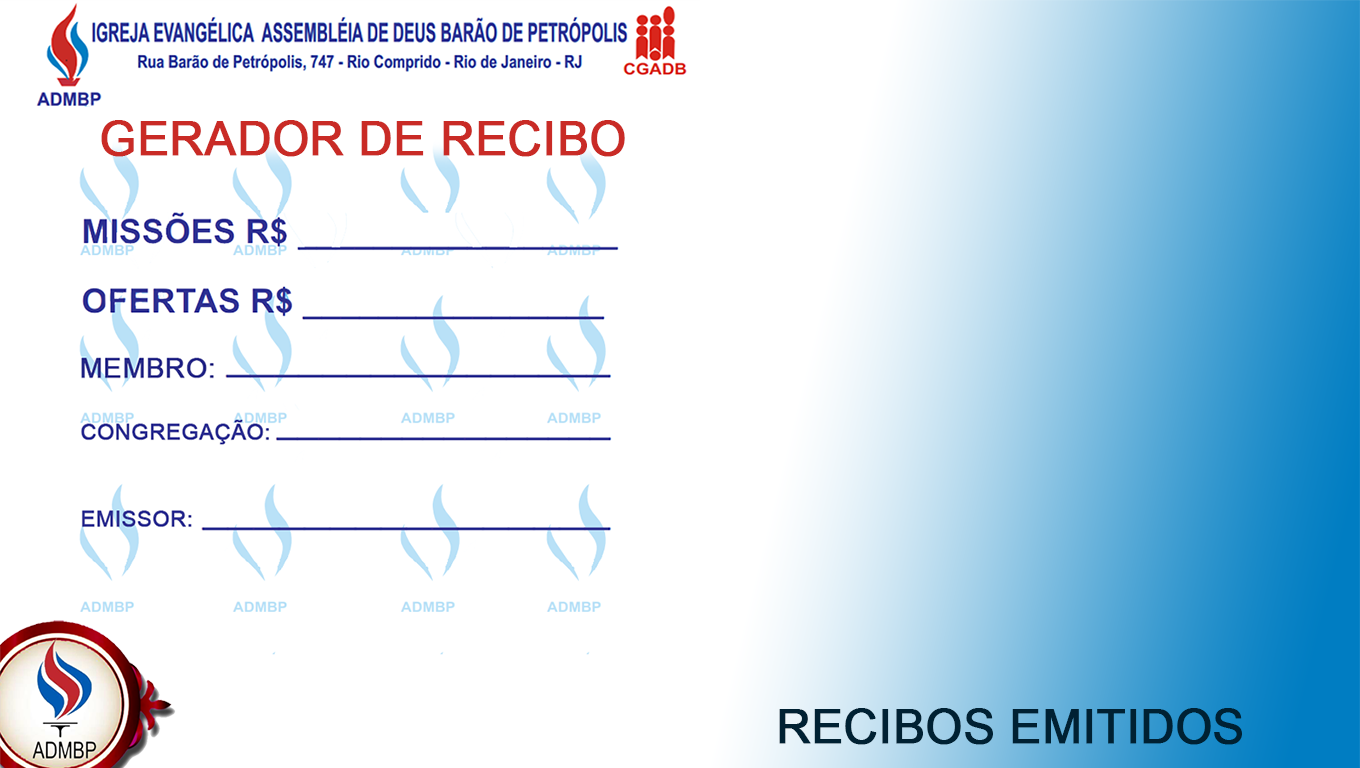 IGREJA EVANGÉLICA ASSEMBLÉIA DE DEUS BARÃO DE PETRÓPOLIS
Rua Barão de Petrópolis, 747 - Rio Comprido - Rio de Janeiro - RJ
CGADB
ADMBP
GERADOR DE RECIBO
MISSÕES R$
ADMBP ADMBP ADMBP ADMBP
OFERTAS R$
MEMBRO:
ADMBP ADMBP ADMBP ADMBP
CONGREGAÇÃO:
EMISSOR:
ADMBP ADMBP ADMBP ADMBP
ADMBP
RECIBOS EMITIDOS